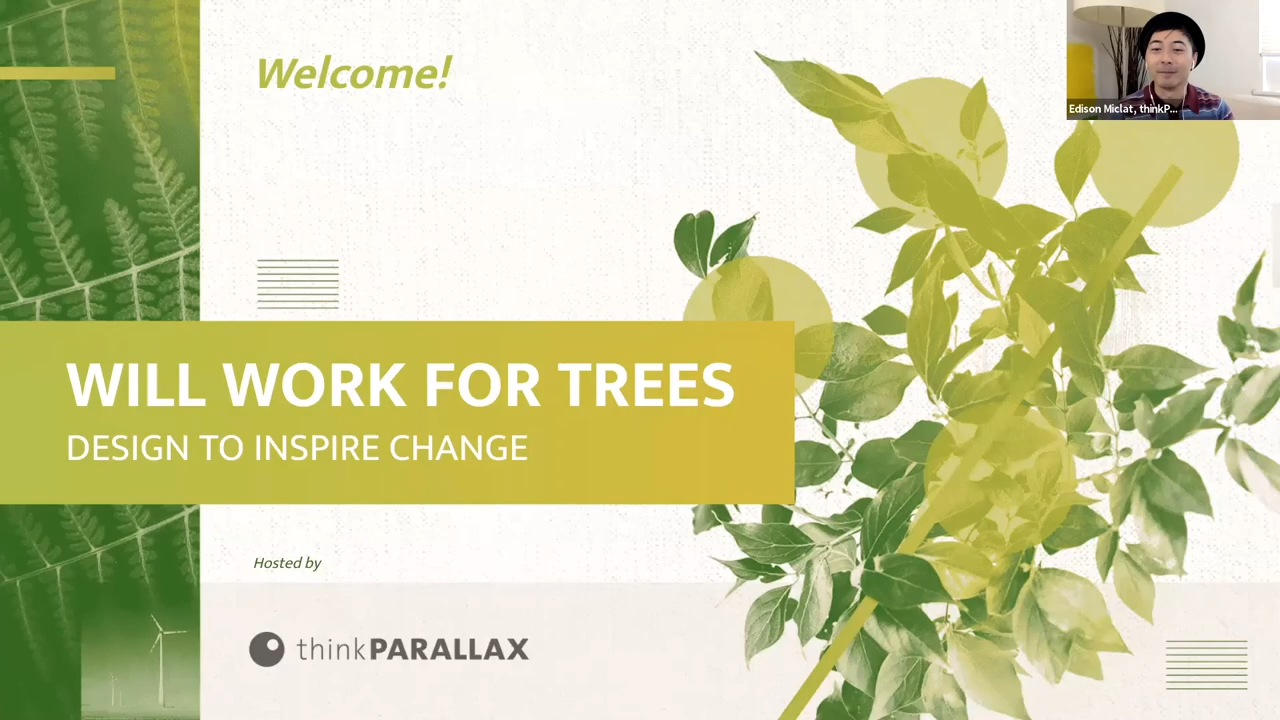 Welcome!
Edison Miclat, thinkP...
WILL WORK FOR TREES
DESIGN TO INSPIRE CHANGE
Hosted by
thinkPARALLAX